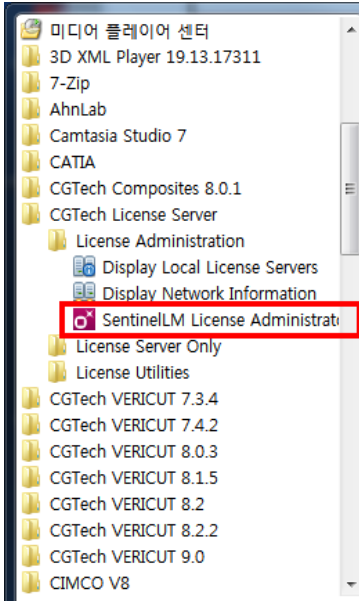 미디어 플레이어 센터
3D XML Player 19.13.17311
7-Zip
AhnLab
Camtasia Studio 7
CATIA
CGTech Composites 8.0.1
CGTech License Server
License Administration
Display Local License Servers
Display Network Information
SentinelLM License Administrato
License Server Only
License Utilities
CGTech VERICUT 7.3.4
CGTech VERICUT 7.4.2
CGTech VERICUT 8.0.3
CGTech VERICUT 8.1.5
CGTech VERICUT 8.2
CGTech VERICUT 8.2.2
CGTech VERICUT 9.0
CIMCO V8